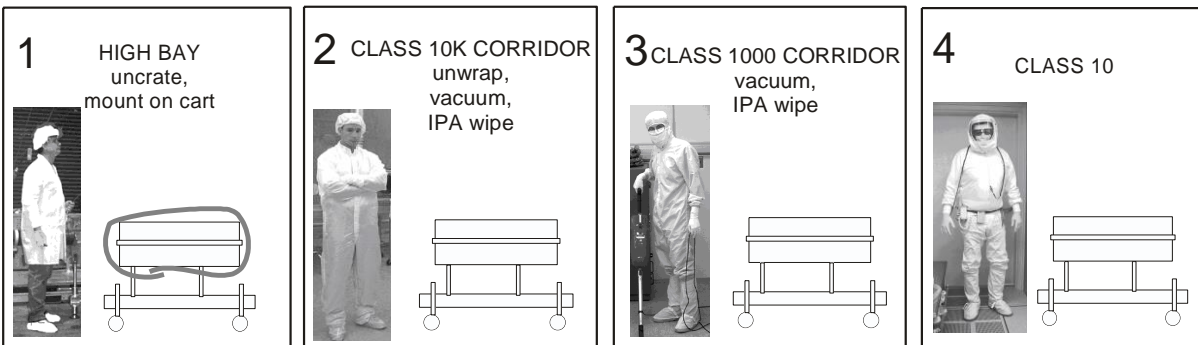 1
HIGH BAY
uncrate,
mount on cart
2
CLASS 10K CORRIDOR
unwrap,
vacuum,
IPA wipe
3
CLASS 1000 CORRIDOR
vacuum,
IPA wipe
4
CLASS 10